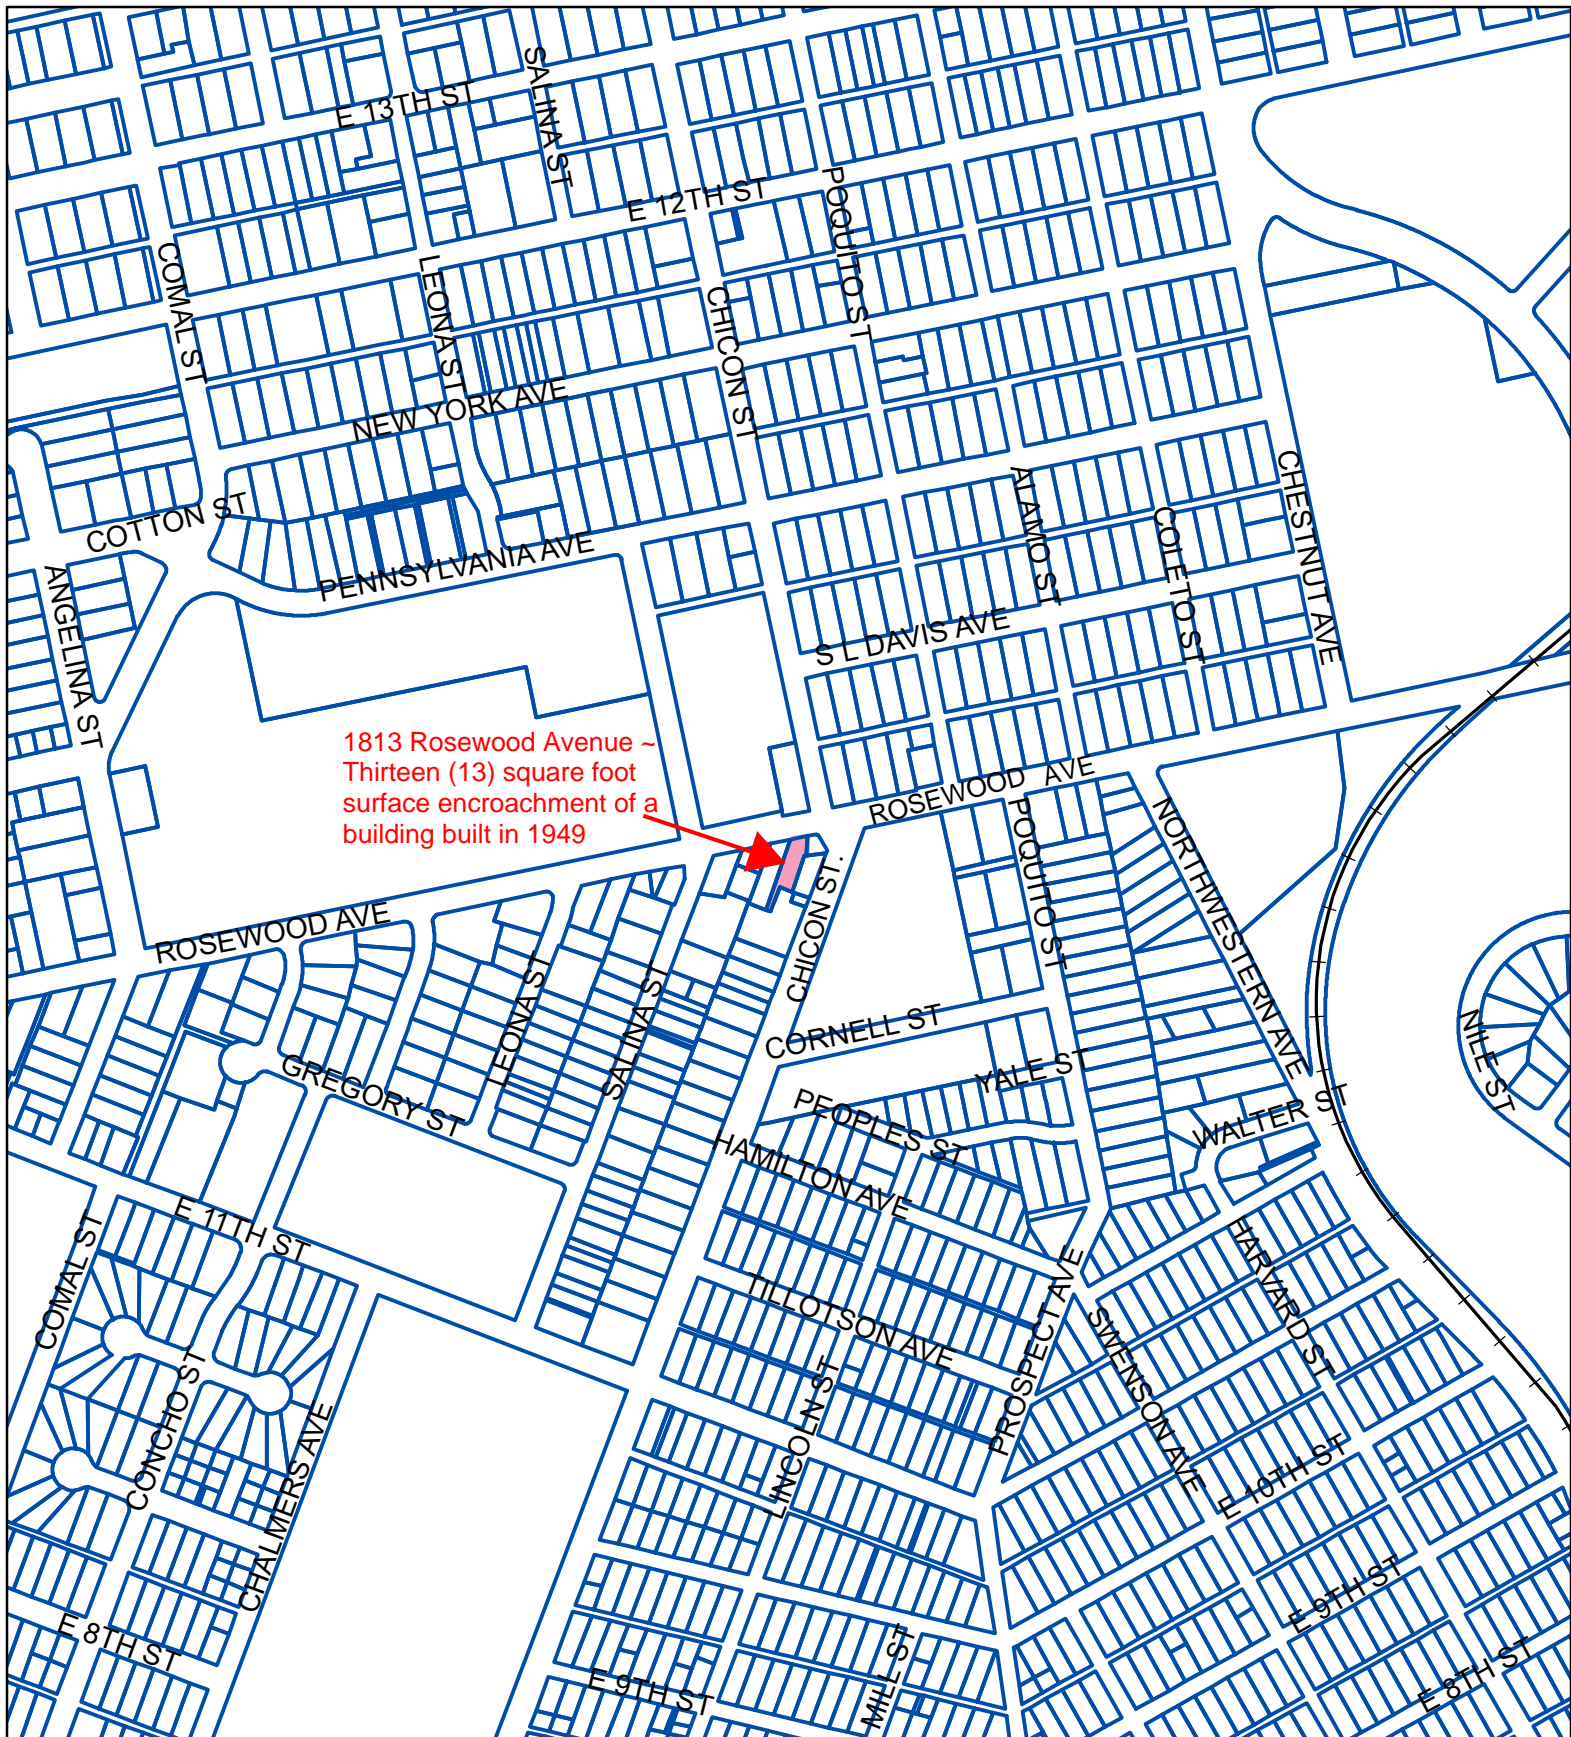 SALINA ST
E 13TH ST
E 12TH ST
POQUITO ST
COMAL ST
LEONA ST
CHICON ST
NEW YORK AVE
COTTON ST
ALAMO ST
COLETO ST
CHESTNUT AVE
PENNSYLVANIA AVE
ANGELINA ST
S L DAVIS AVE
1813 Rosewood Avenue ~
Thirteen (13) square foot
surface encroachment of a
building built in 1949
ROSEWOOD AVE
POQUITO ST
NORTHWESTERN AVE
CHICON ST.
ROSEWOOD AVE
LEONA ST
SALINA ST
CORNELL ST
NILE ST
GREGORY ST
YALE ST
PEOPLES ST
WALTER ST
HAMILTON AVE
E 11TH ST
COMAL ST
HARVARD ST
TILLOTSON AVE
PROSPECT AVE
SWENSON AVE
CONCHO ST
LINCOLN ST
CHALMERS AVE
E 10TH ST
E 9TH ST
E 8TH ST
MILL ST
E 9TH ST
E 8TH ST